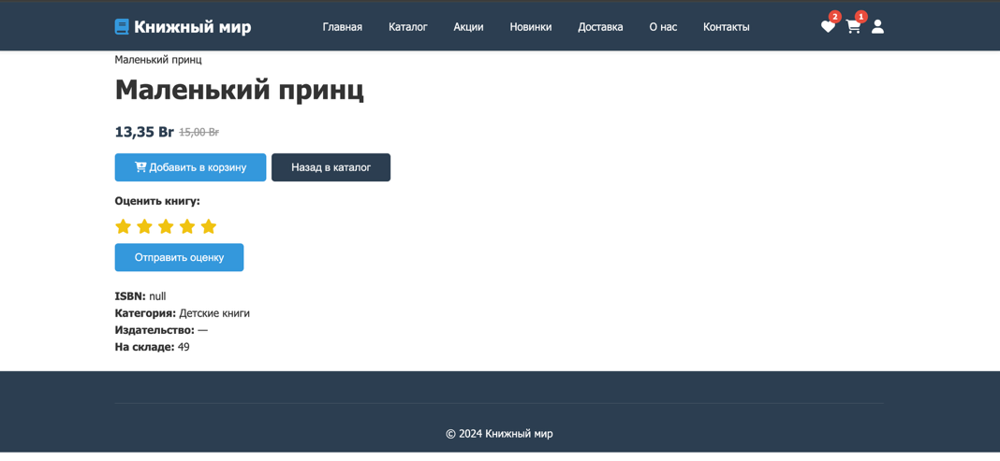 Книжный мир
Главная Каталог Акции Новинки Доставка О нас Контакты
2 1
Маленький принц
Маленький принц
13,35 Br 15,00 Br
Добавить в корзину Назад в каталог
Оценить книгу:
Отправить оценку
ISBN: null
Категория: Детские книги
Издательство: —
На складе: 49
© 2024 Книжный мир